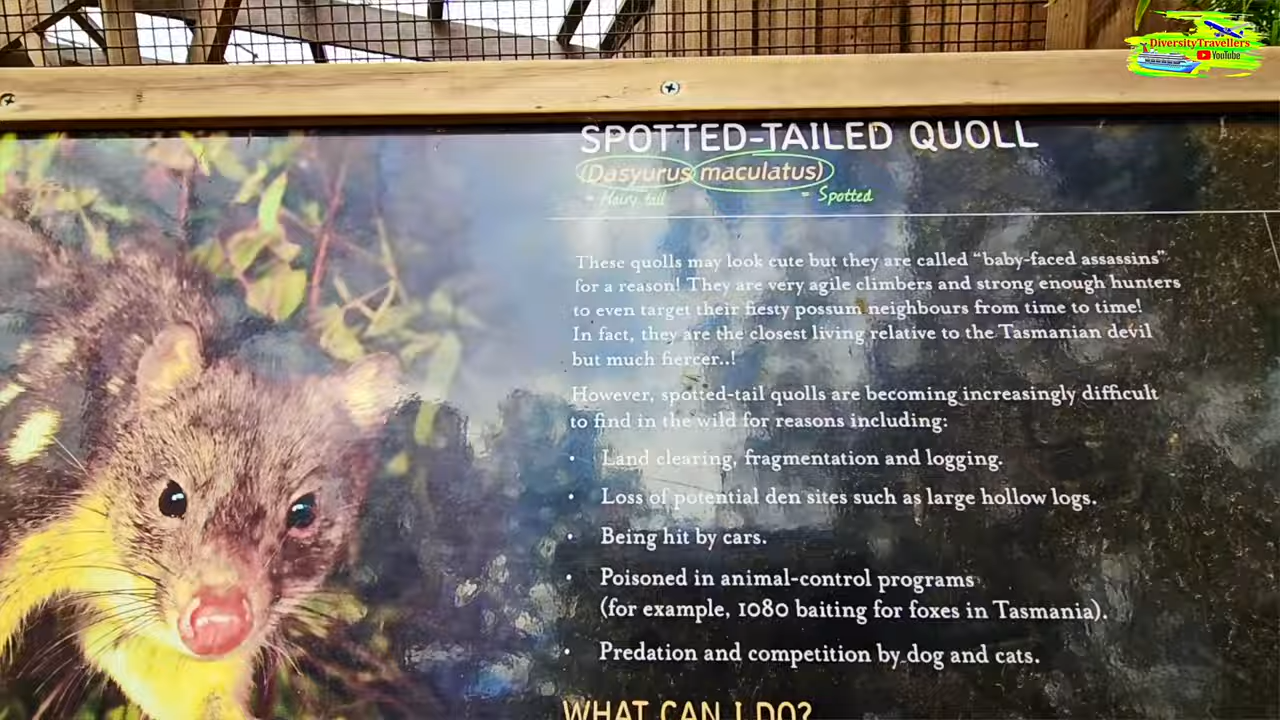 DiversityTravellers
YouTube
SPOTTED-TAILED QUOLL
(Dasyurus maculatus)
= Hairy tail = Spotted
These quolls may look cute but they are called “baby-faced assassins”
for a reason! They are very agile climbers and strong enough hunters
to even target their fiesty possum neighbours from time to time!
In fact, they are the closest living relative to the Tasmanian devil
but much fiercer..!
However, spotted-tail quolls are becoming increasingly difficult
to find in the wild for reasons including:
• Land clearing, fragmentation and logging.
• Loss of potential den sites such as large hollow logs.
• Being hit by cars.
• Poisoned in animal-control programs
(for example, 1080 baiting for foxes in Tasmania).
• Predation and competition by dog and cats.
WHAT CAN I DO?